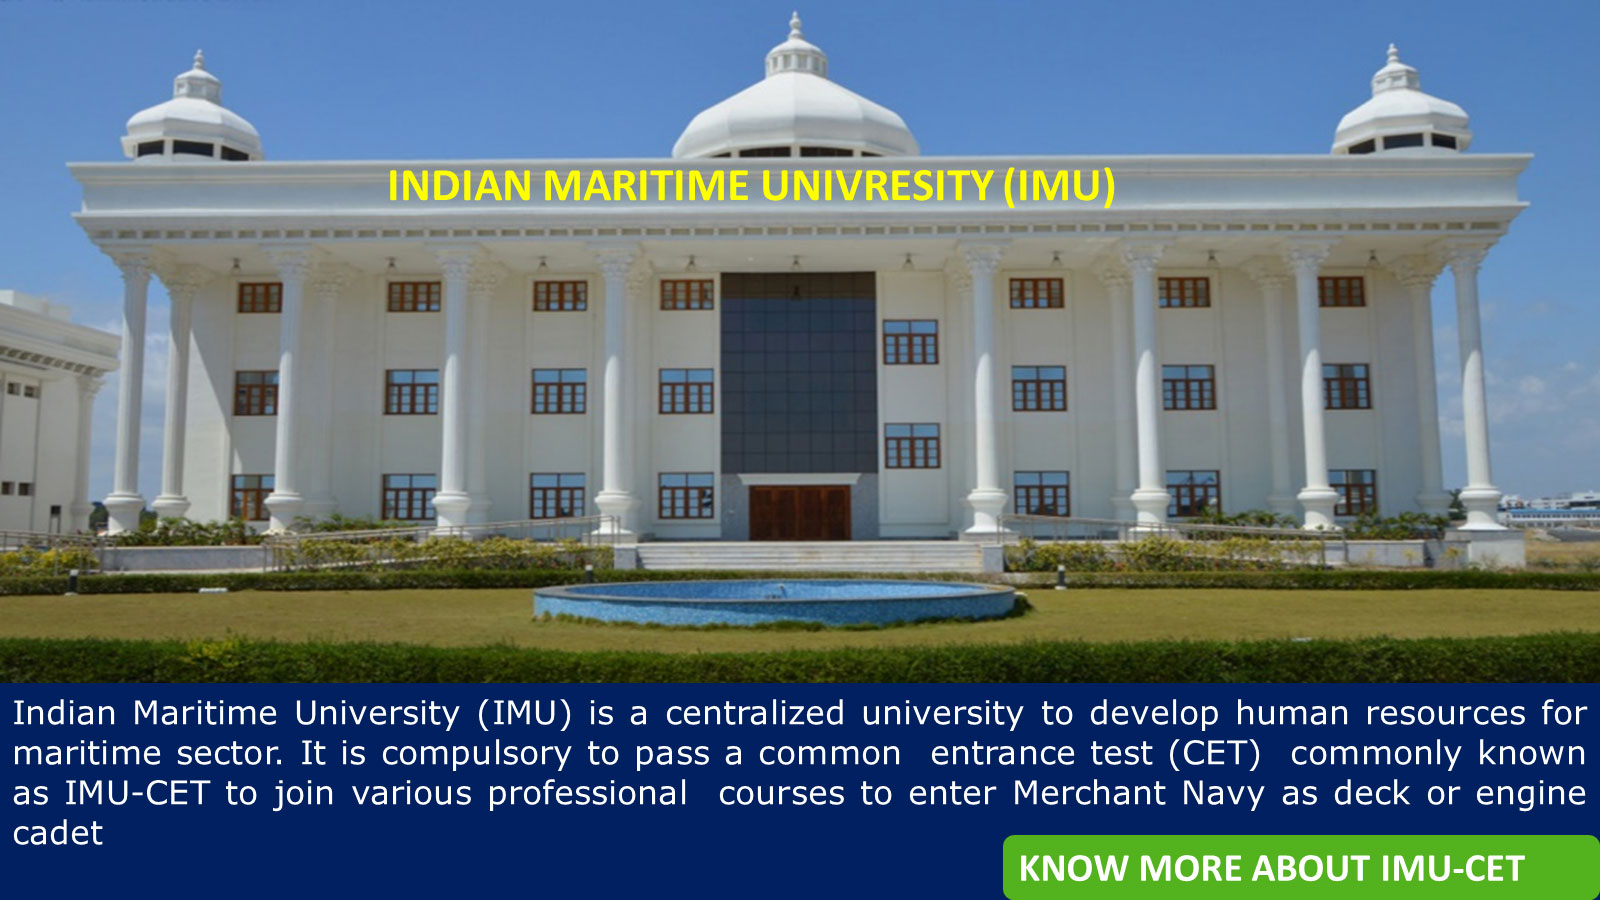 INDIAN MARITIME UNIVRESITY (IMU)
Indian Maritime University (IMU) is a centralized university to develop human resources for
maritime sector. It is compulsory to pass a common entrance test (CET) commonly known
as IMU-CET to join various professional courses to enter Merchant Navy as deck or engine
cadet
KNOW MORE ABOUT IMU-CET